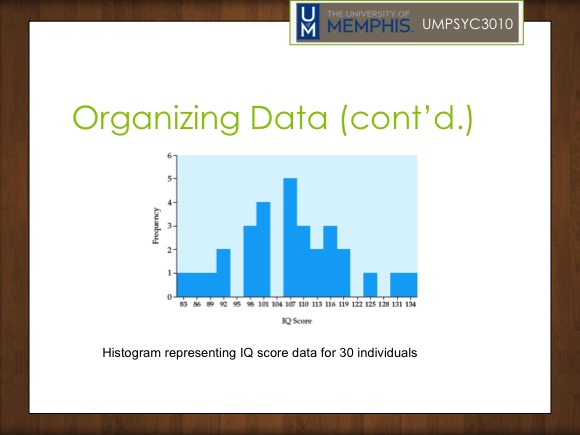 THE UNIVERSITY OF
UM MEMPHIS. UMPSYC3010
Organizing Data (cont’d.)
6
5
4
3
2
1
0
Frequency
83 86 89 92 95 98 101 104 107 110 113 116 119 122 125 128 131 134
IQ Score
Histogram representing IQ score data for 30 individuals